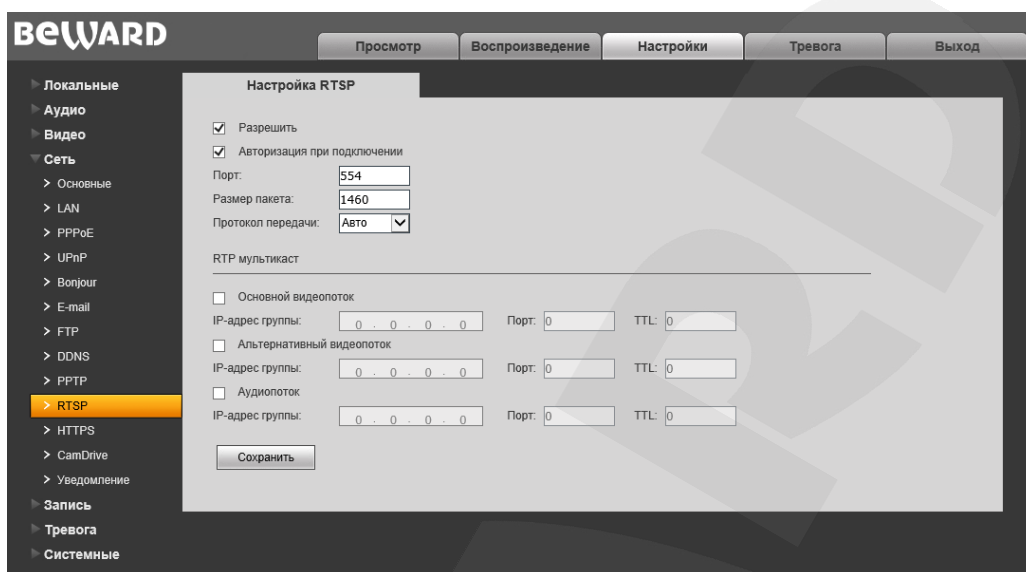 BEWARD
Просмотр Воспроизведение Настройки Тревога Выход
Локальные
Аудио
Видео
Сеть
Основные
LAN
PPPoE
UPnP
Bonjour
E-mail
FTP
DDNS
PPTP
RTSP
HTTPS
CamDrive
Уведомление
Запись
Тревога
Системные
Настройка RTSP
Разрешить
Авторизация при подключении
Порт: 554
Размер пакета: 1460
Протокол передачи: Авто
RTP мультикаст
Основной видеопоток
IP-адрес группы: 0 . 0 . 0 . 0 Порт: 0 TTL: 0
Альтернативный видеопоток
IP-адрес группы: 0 . 0 . 0 . 0 Порт: 0 TTL: 0
Аудиопоток
IP-адрес группы: 0 . 0 . 0 . 0 Порт: 0 TTL: 0
Сохранить